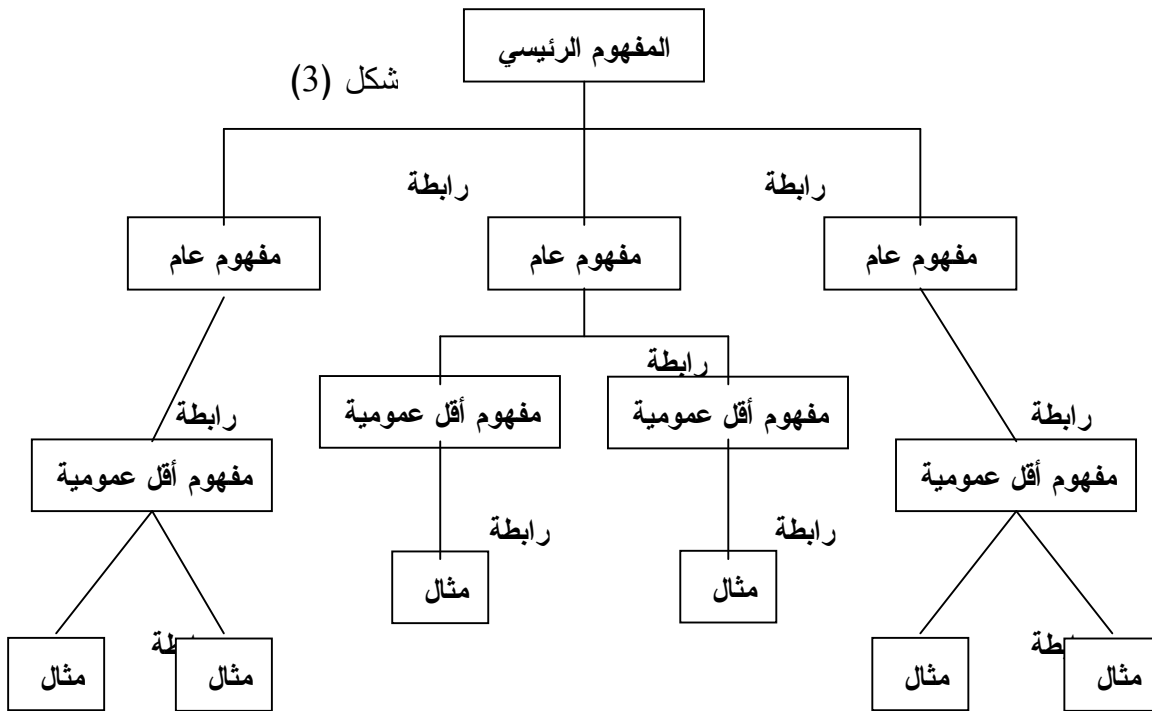 المفهوم الرئيسي
شكل (3)
رابطة
رابطة
مفهوم عام
مفهوم عام
مفهوم عام
رابطة
مفهوم أقل عمومية
مفهوم أقل عمومية
رابطة
رابطة
مفهوم أقل عمومية
مفهوم أقل عمومية
رابطة
رابطة
مثال
مثال
مثال
مثال
مثال
مثال